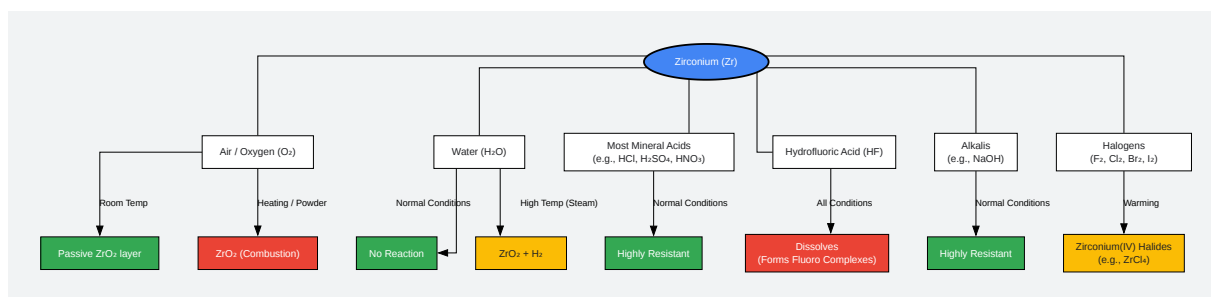 Zirconium (Zr)
Air / Oxygen (O₂)
Water (H₂O)
Most Mineral Acids
(e.g., HCl, H₂SO₄, HNO₃)
Hydrofluoric Acid (HF)
Alkalis
(e.g., NaOH)
Halogens
(F₂, Cl₂, Br₂, I₂)
Room Temp
Heating / Powder
Normal Conditions
High Temp (Steam)
Normal Conditions
All Conditions
Normal Conditions
Warming
Passive ZrO₂ layer
ZrO₂ (Combustion)
No Reaction
ZrO₂ + H₂
Highly Resistant
Dissolves
(Forms Fluoro Complexes)
Highly Resistant
Zirconium(IV) Halides
(e.g., ZrCl₄)